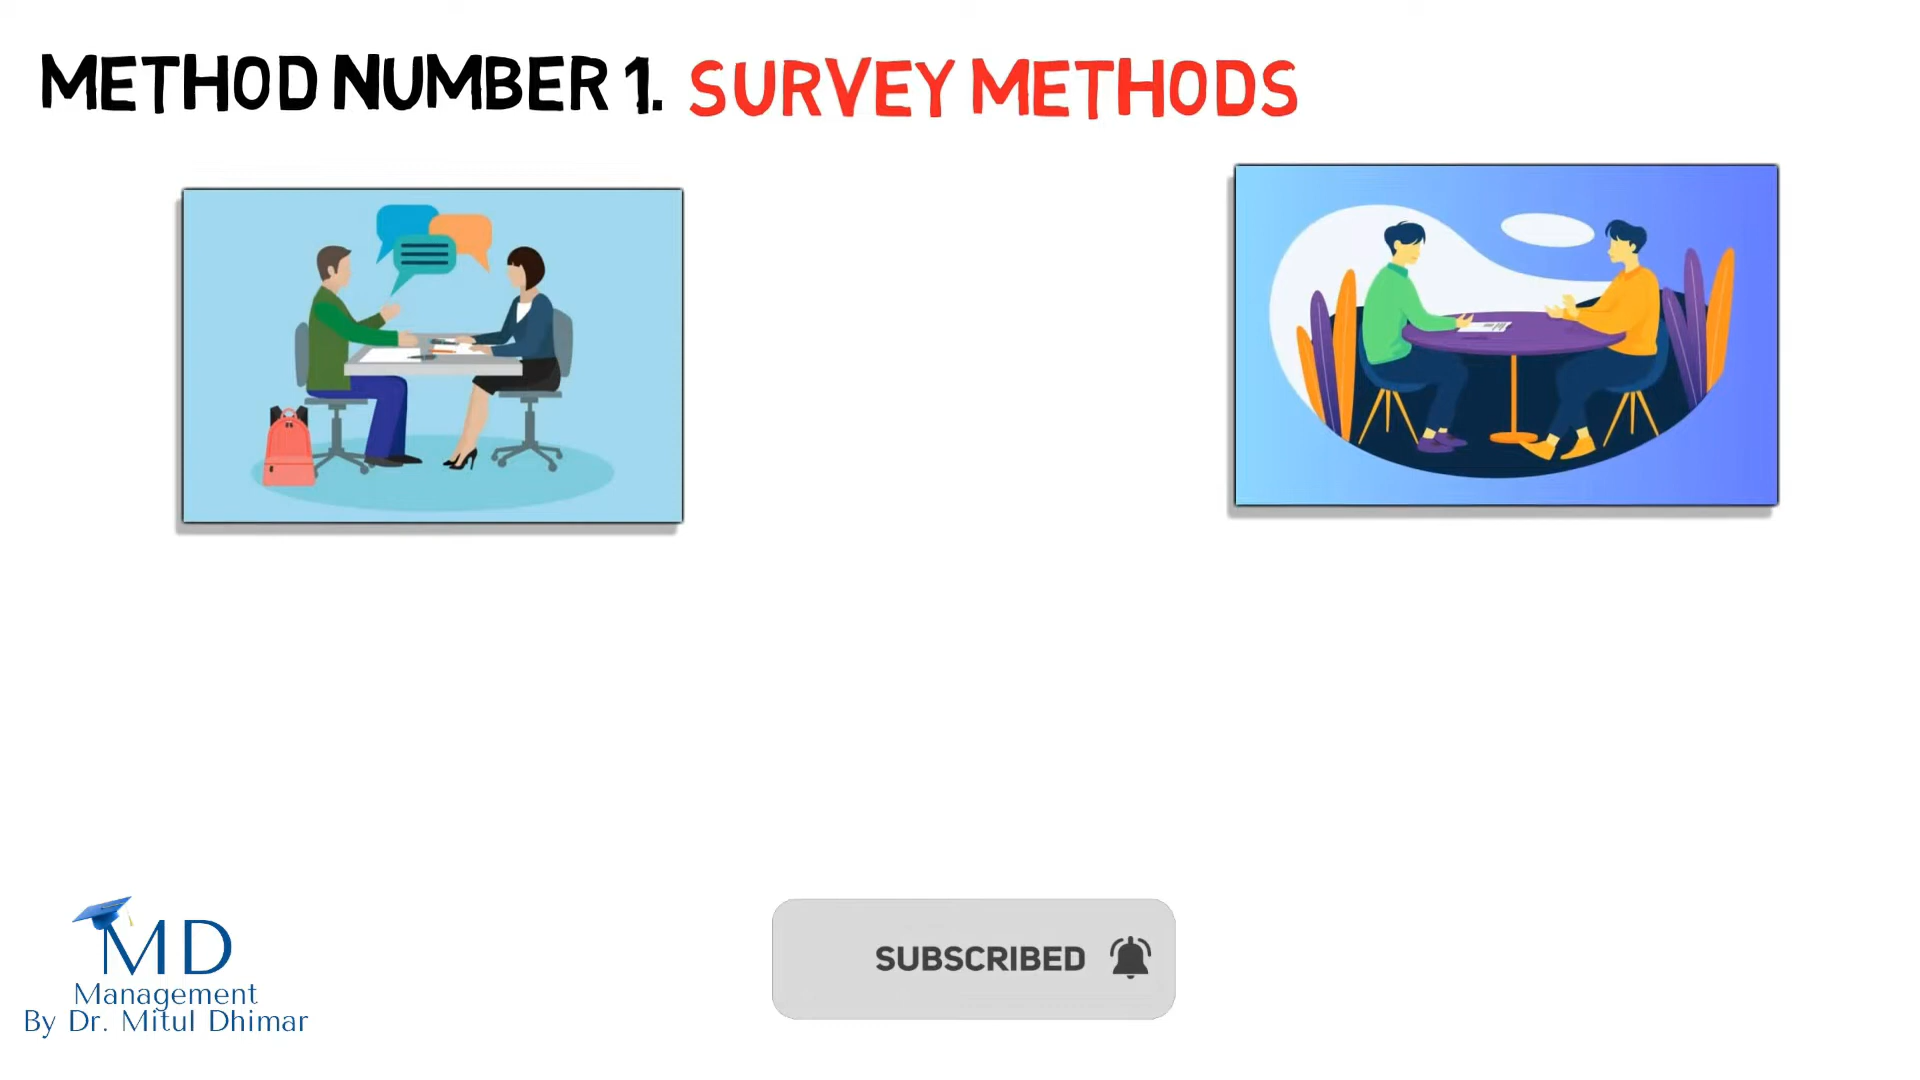 METHOD NUMBER 1. SURVEY METHODS
SUBSCRIBED
MD
Management
By Dr. Mitul Dhimar